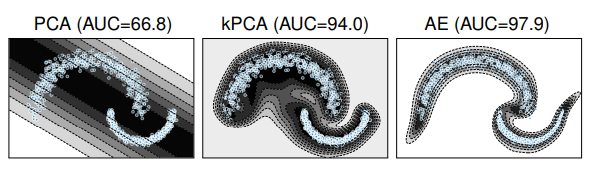 PCA (AUC=66.8)
kPCA (AUC=94.0)
AE (AUC=97.9)